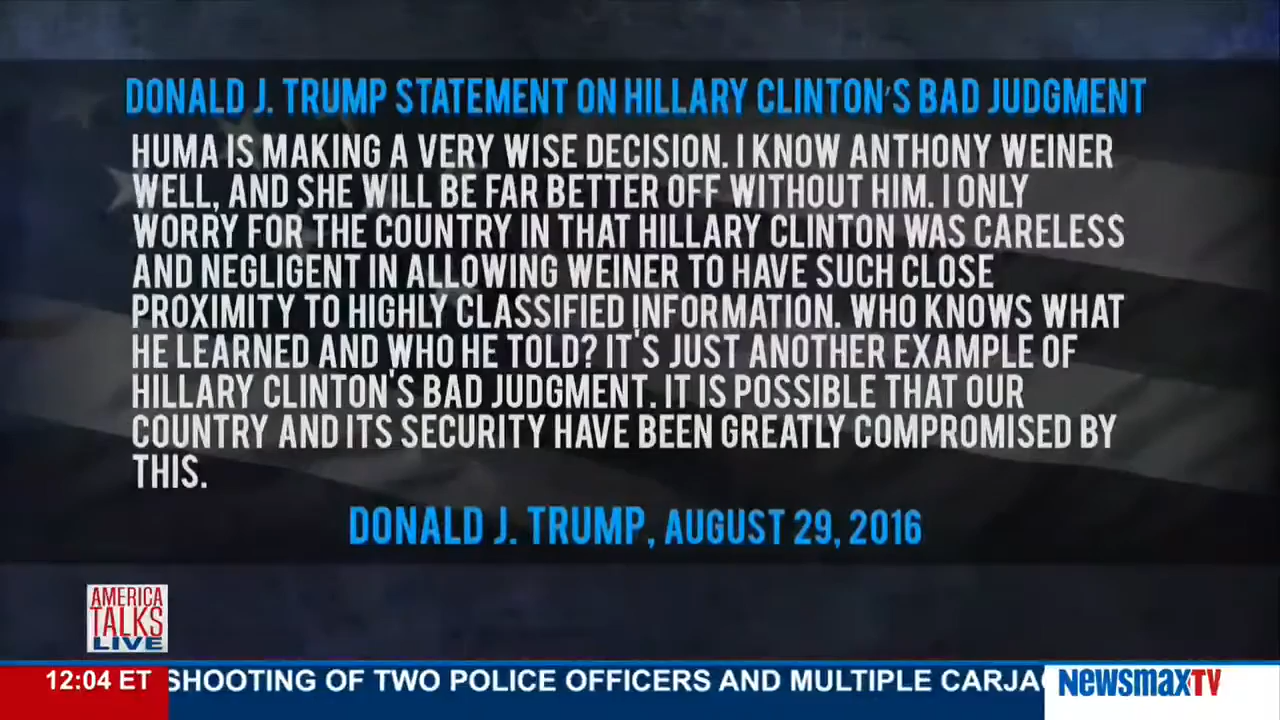 DONALD J. TRUMP STATEMENT ON HILLARY CLINTON'S BAD JUDGMENT
HUMA IS MAKING A VERY WISE DECISION. I KNOW ANTHONY WEINER
WELL, AND SHE WILL BE FAR BETTER OFF WITHOUT HIM. I ONLY
WORRY FOR THE COUNTRY IN THAT HILLARY CLINTON WAS CARELESS
AND NEGLIGENT IN ALLOWING WEINER TO HAVE SUCH CLOSE
PROXIMITY TO HIGHLY CLASSIFIED INFORMATION. WHO KNOWS WHAT
HE LEARNED AND WHO HE TOLD? IT'S JUST ANOTHER EXAMPLE OF
HILLARY CLINTON'S BAD JUDGMENT. IT IS POSSIBLE THAT OUR
COUNTRY AND ITS SECURITY HAVE BEEN GREATLY COMPROMISED BY
THIS.
DONALD J. TRUMP, AUGUST 29, 2016
AMERICA
TALKS
LIVE
12:04 ET SHOOTING OF TWO POLICE OFFICERS AND MULTIPLE CARJA NEWSMAXTV